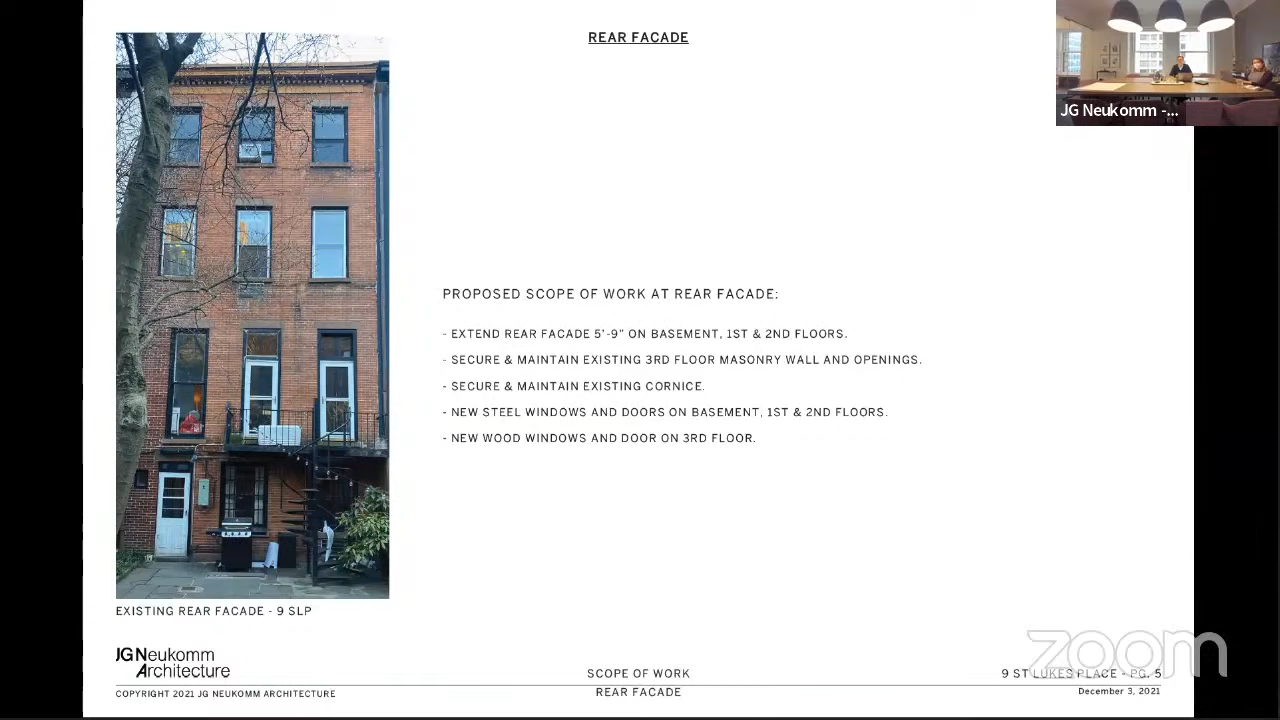 REAR FACADE
JG Neukomm -...
PROPOSED SCOPE OF WORK AT REAR FACADE:
- EXTEND REAR FACADE 5'-9" ON BASEMENT, 1ST & 2ND FLOORS.
- SECURE & MAINTAIN EXISTING 3RD FLOOR MASONRY WALL AND OPENINGS.
- SECURE & MAINTAIN EXISTING CORNICE.
- NEW STEEL WINDOWS AND DOORS ON BASEMENT, 1ST & 2ND FLOORS.
- NEW WOOD WINDOWS AND DOOR ON 3RD FLOOR.
EXISTING REAR FACADE - 9 SLP
JG Neukomm
Architecture
COPYRIGHT 2021 JG NEUKOMM ARCHITECTURE
SCOPE OF WORK
REAR FACADE
zoom
9 ST LUKES PLACE - PG. 5
December 3, 2021